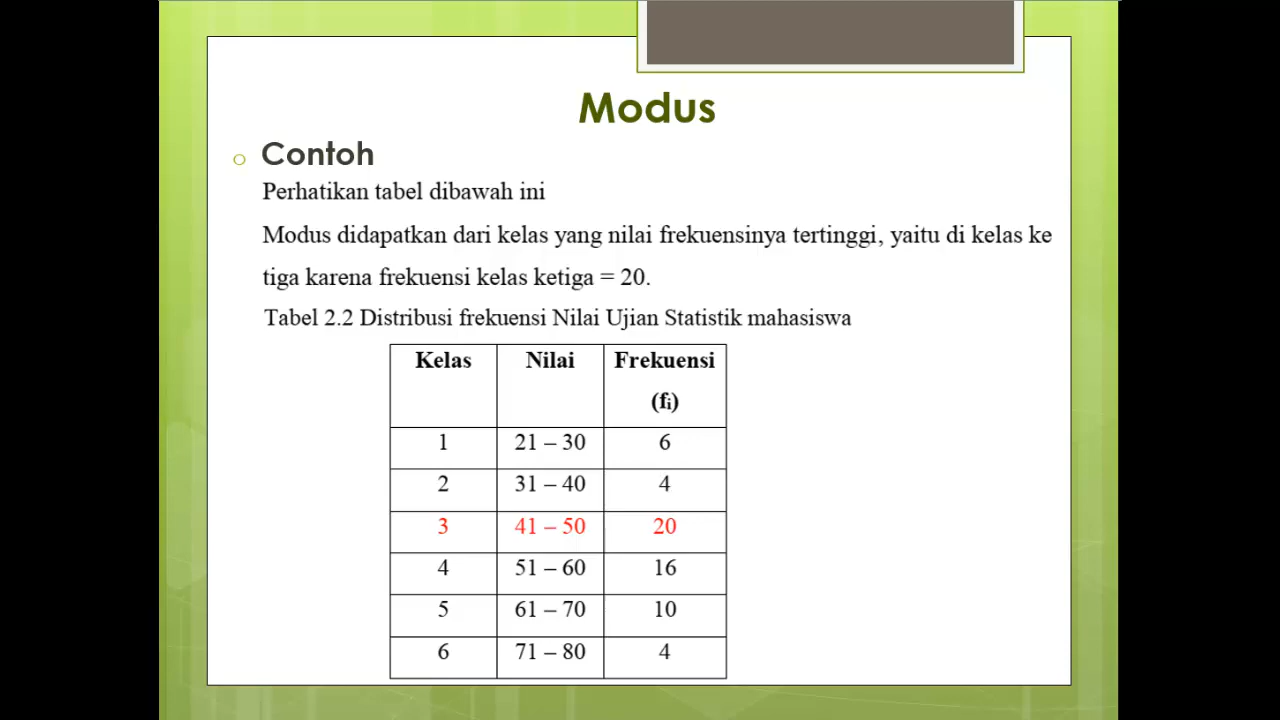 Modus
Contoh
Perhatikan tabel dibawah ini
Modus didapatkan dari kelas yang nilai frekuensinya tertinggi, yaitu di kelas ke
tiga karena frekuensi kelas ketiga = 20.
Tabel 2.2 Distribusi frekuensi Nilai Ujian Statistik mahasiswa
Kelas Nilai Frekuensi
(fi)
1 21 – 30 6
2 31 – 40 4
3 41 – 50 20
4 51 – 60 16
5 61 – 70 10
6 71 – 80 4